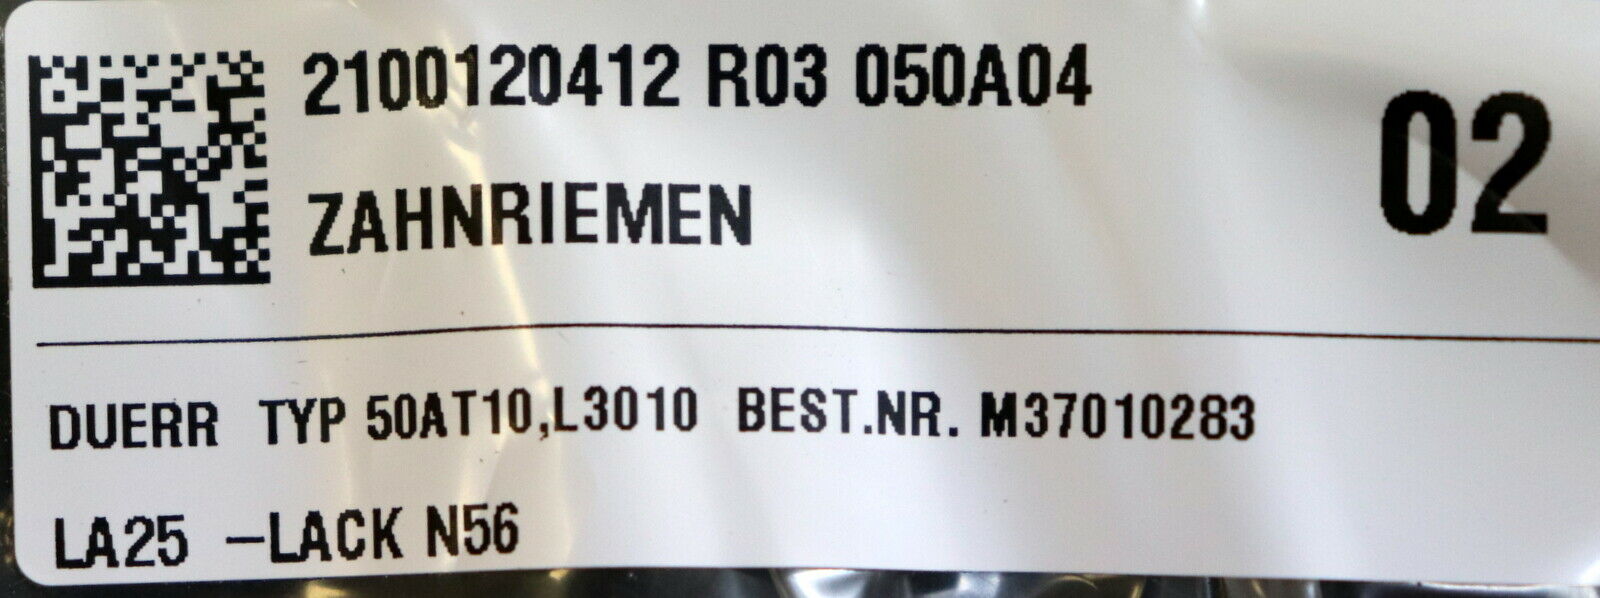 2100120412 R03 050A04
02
ZAHNRIEMEN
DUERR TYP 50AT10,L3010 BEST.NR. M37010283
LA25 -LACK N56